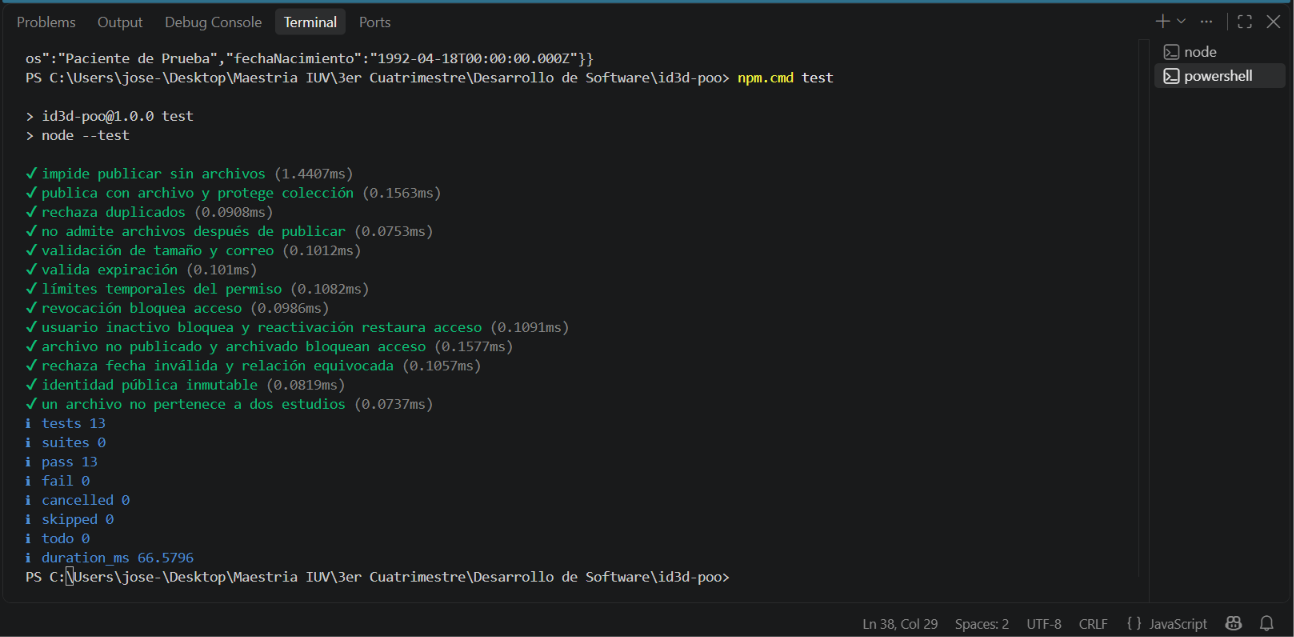 Problems Output Debug Console Terminal Ports
os":"Paciente de Prueba","fechaNacimiento":"1992-04-18T00:00:00.000Z"}}
node
PS C:\Users\jose-\Desktop\Maestria IUV\3er Cuatrimestre\Desarrollo de Software\id3d-poo> npm.cmd test
powershell
> id3d-poo@1.0.0 test
> node --test
✓ impide publicar sin archivos (1.4407ms)
✓ publica con archivo y protege colección (0.1563ms)
✓ rechaza duplicados (0.0908ms)
✓ no admite archivos después de publicar (0.0753ms)
✓ validación de tamaño y correo (0.1012ms)
✓ valida expiración (0.101ms)
✓ límites temporales del permiso (0.1082ms)
✓ revocación bloquea acceso (0.0986ms)
✓ usuario inactivo bloquea y reactivación restaura acceso (0.1091ms)
✓ archivo no publicado y archivado bloquean acceso (0.1577ms)
✓ rechaza fecha inválida y relación equivocada (0.1057ms)
✓ identidad pública inmutable (0.0819ms)
✓ un archivo no pertenece a dos estudios (0.0737ms)
ℹ tests 13
ℹ suites 0
ℹ pass 13
ℹ fail 0
ℹ cancelled 0
ℹ skipped 0
ℹ todo 0
ℹ duration_ms 66.5796
PS C:\Users\jose-\Desktop\Maestria IUV\3er Cuatrimestre\Desarrollo de Software\id3d-poo>
Ln 38, Col 29 Spaces: 2 UTF-8 CRLF { } JavaScript